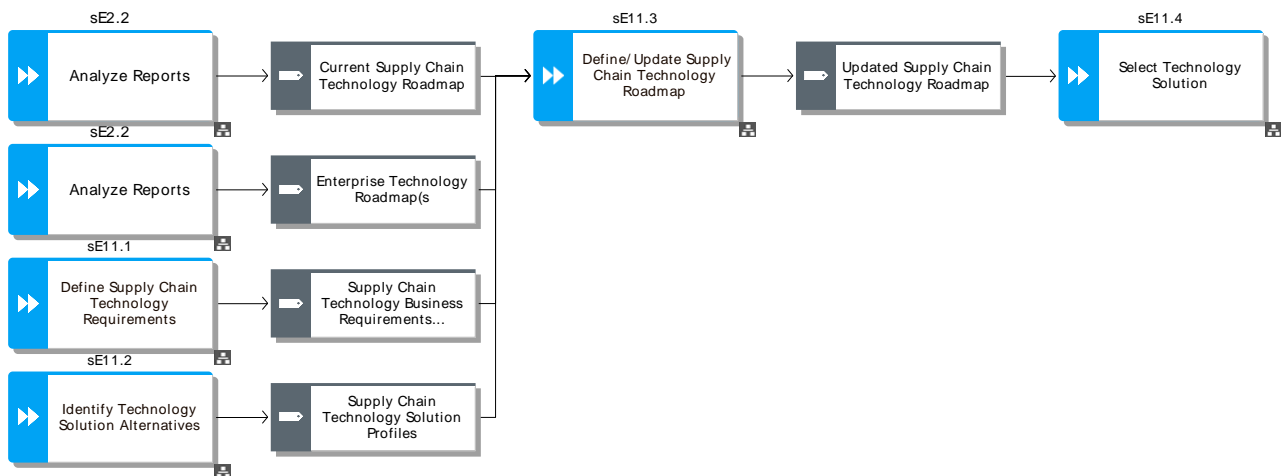 sE2.2
Analyze Reports
Current Supply Chain
Technology Roadmap
sE11.3
Define/ Update Supply
Chain Technology
Roadmap
Updated Supply Chain
Technology Roadmap
sE11.4
Select Technology
Solution
sE2.2
Analyze Reports
Enterprise Technology
Roadmap(s
sE11.1
Define Supply Chain
Technology
Requirements
Supply Chain
Technology Business
Requirements...
sE11.2
Identify Technology
Solution Alternatives
Supply Chain
Technology Solution
Profiles